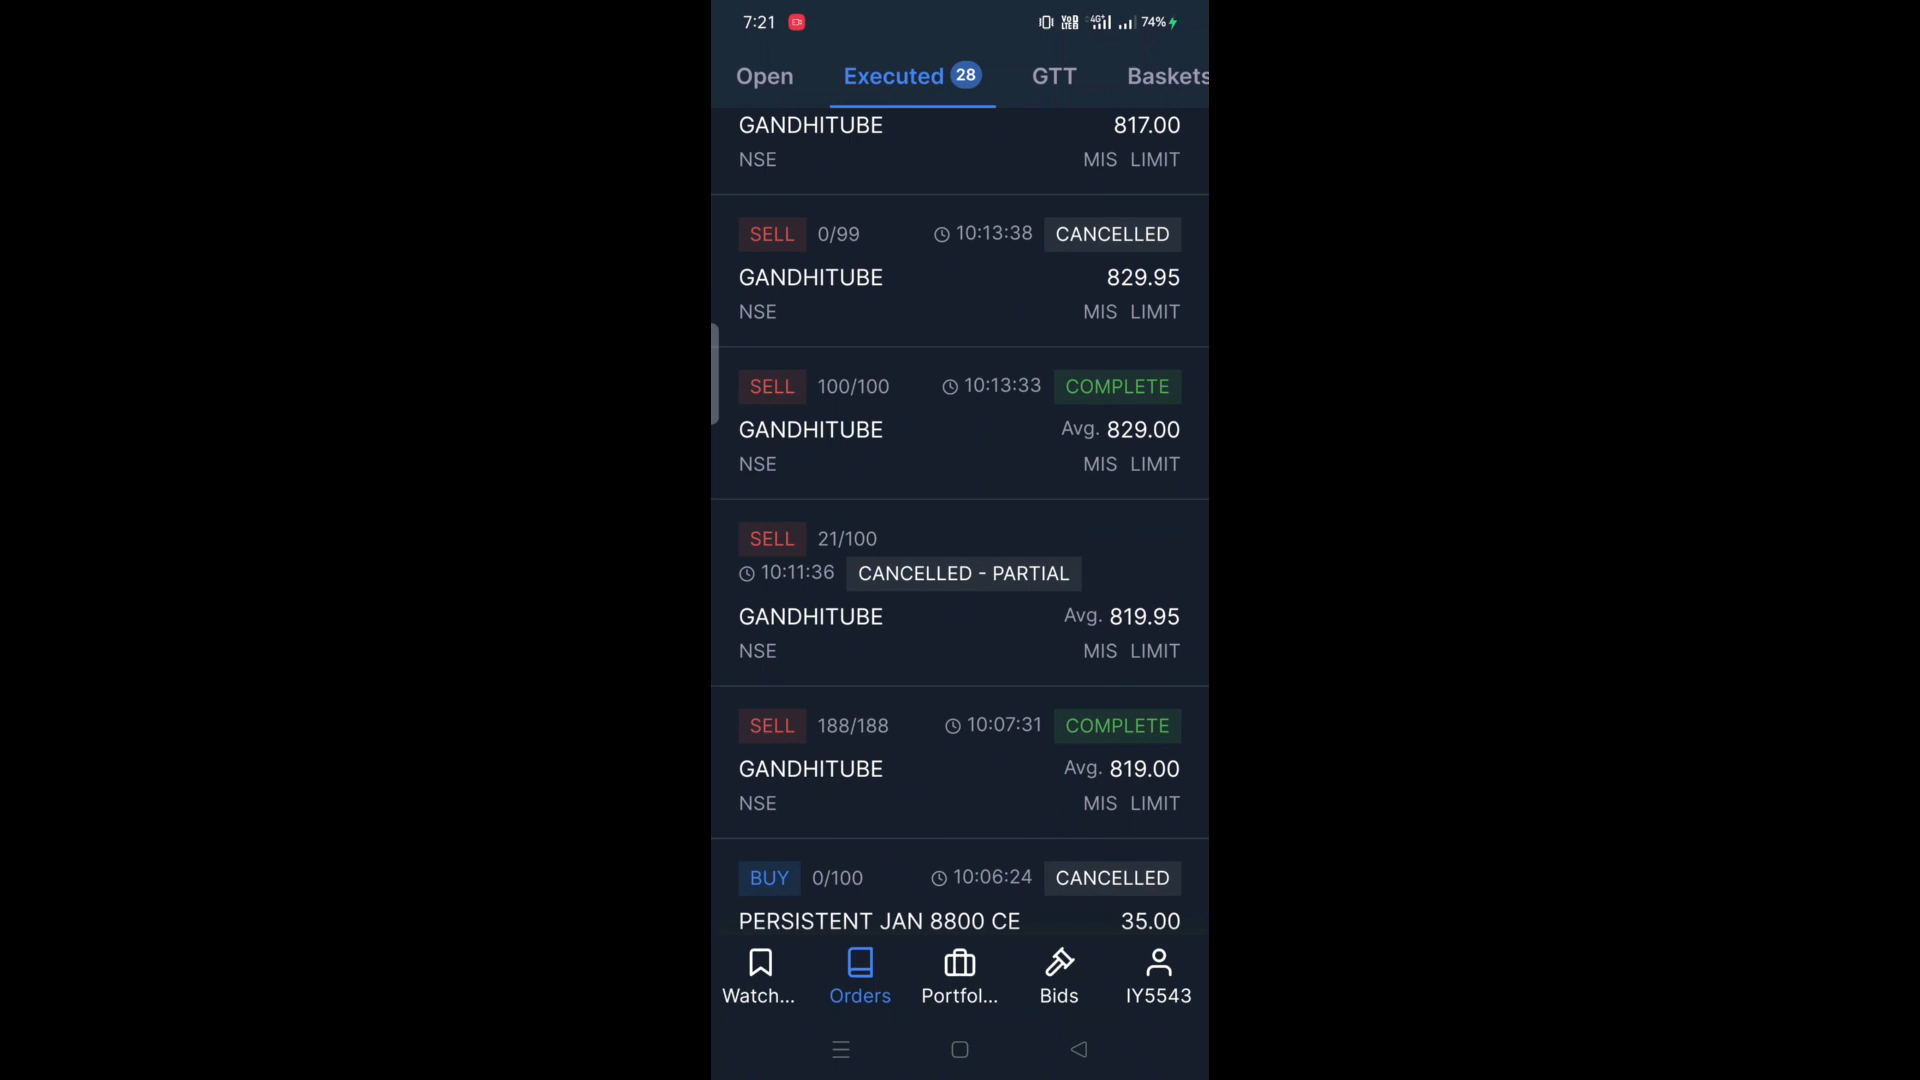 7:21 VoD LTED 4G+ 74%
Open Executed 28 GTT Baskets
GANDHITUBE 817.00
NSE MIS LIMIT
SELL 0/99 10:13:38 CANCELLED
GANDHITUBE 829.95
NSE MIS LIMIT
SELL 100/100 10:13:33 COMPLETE
GANDHITUBE Avg. 829.00
NSE MIS LIMIT
SELL 21/100
10:11:36 CANCELLED - PARTIAL
GANDHITUBE Avg. 819.95
NSE MIS LIMIT
SELL 188/188 10:07:31 COMPLETE
GANDHITUBE Avg. 819.00
NSE MIS LIMIT
BUY 0/100 10:06:24 CANCELLED
PERSISTENT JAN 8800 CE 35.00
Watch... Orders Portfol... Bids IY5543